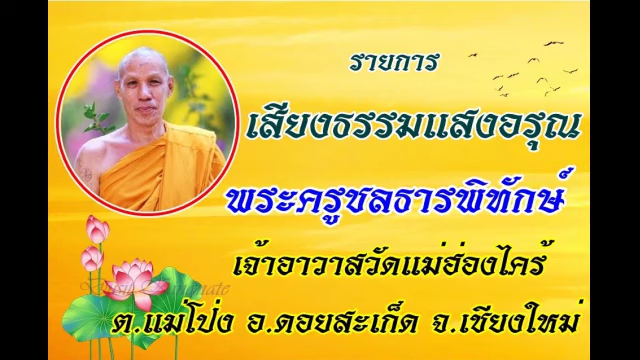 รายการ
เสียงธรรมแสงอรุณ
พระครูชลธารพิทักษ์
เจ้าอาวาสวัดแม่ฮ่องไคร้
ต.แม่โป่ง อ.ดอยสะเก็ด จ.เชียงใหม่